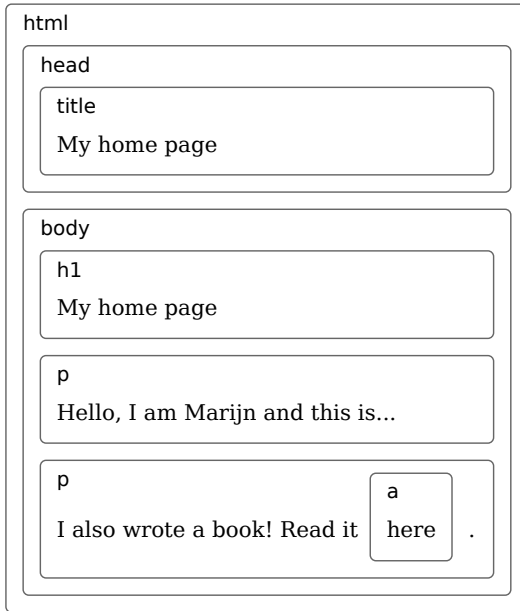 html
head
title
My home page
body
h1
My home page
p
Hello, I am Marijn and this is...
p
a
I also wrote a book! Read it here .